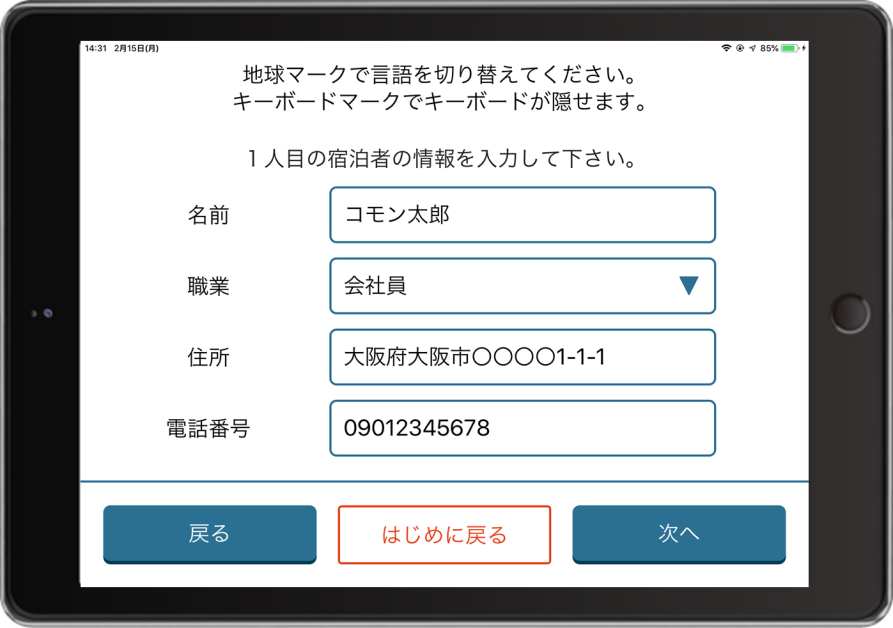 14:31 2月15日(月) 85%
地球マークで言語を切り替えてください。
キーボードマークでキーボードが隠せます。
1人目の宿泊者の情報を入力して下さい。
名前 コモン太郎
職業 会社員 ▼
住所 大阪府大阪市〇〇〇〇1-1-1
電話番号 09012345678
戻る はじめに戻る 次へ